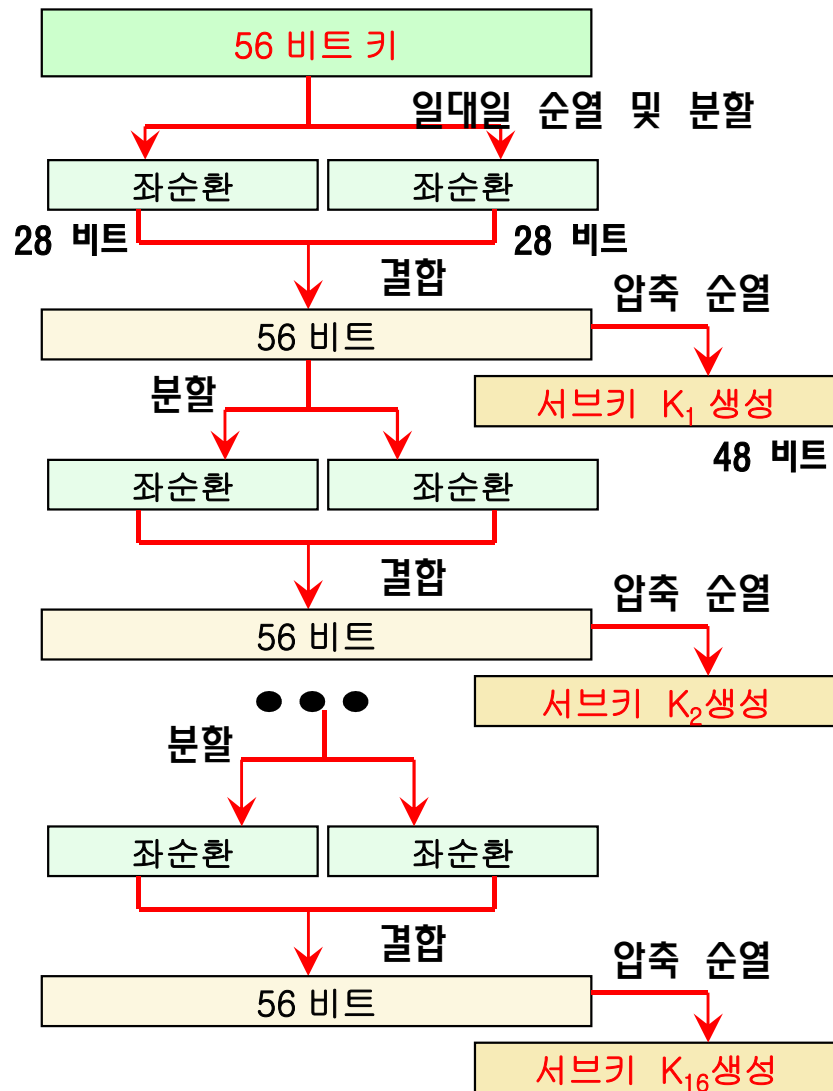 56 비트 키
일대일 순열 및 분할
좌순환
좌순환
28 비트
28 비트
결합
압축 순열
56 비트
서브키 K1 생성
분할
48 비트
좌순환
좌순환
결합
압축 순열
56 비트
서브키 K2생성
분할
좌순환
좌순환
결합
압축 순열
56 비트
서브키 K16생성